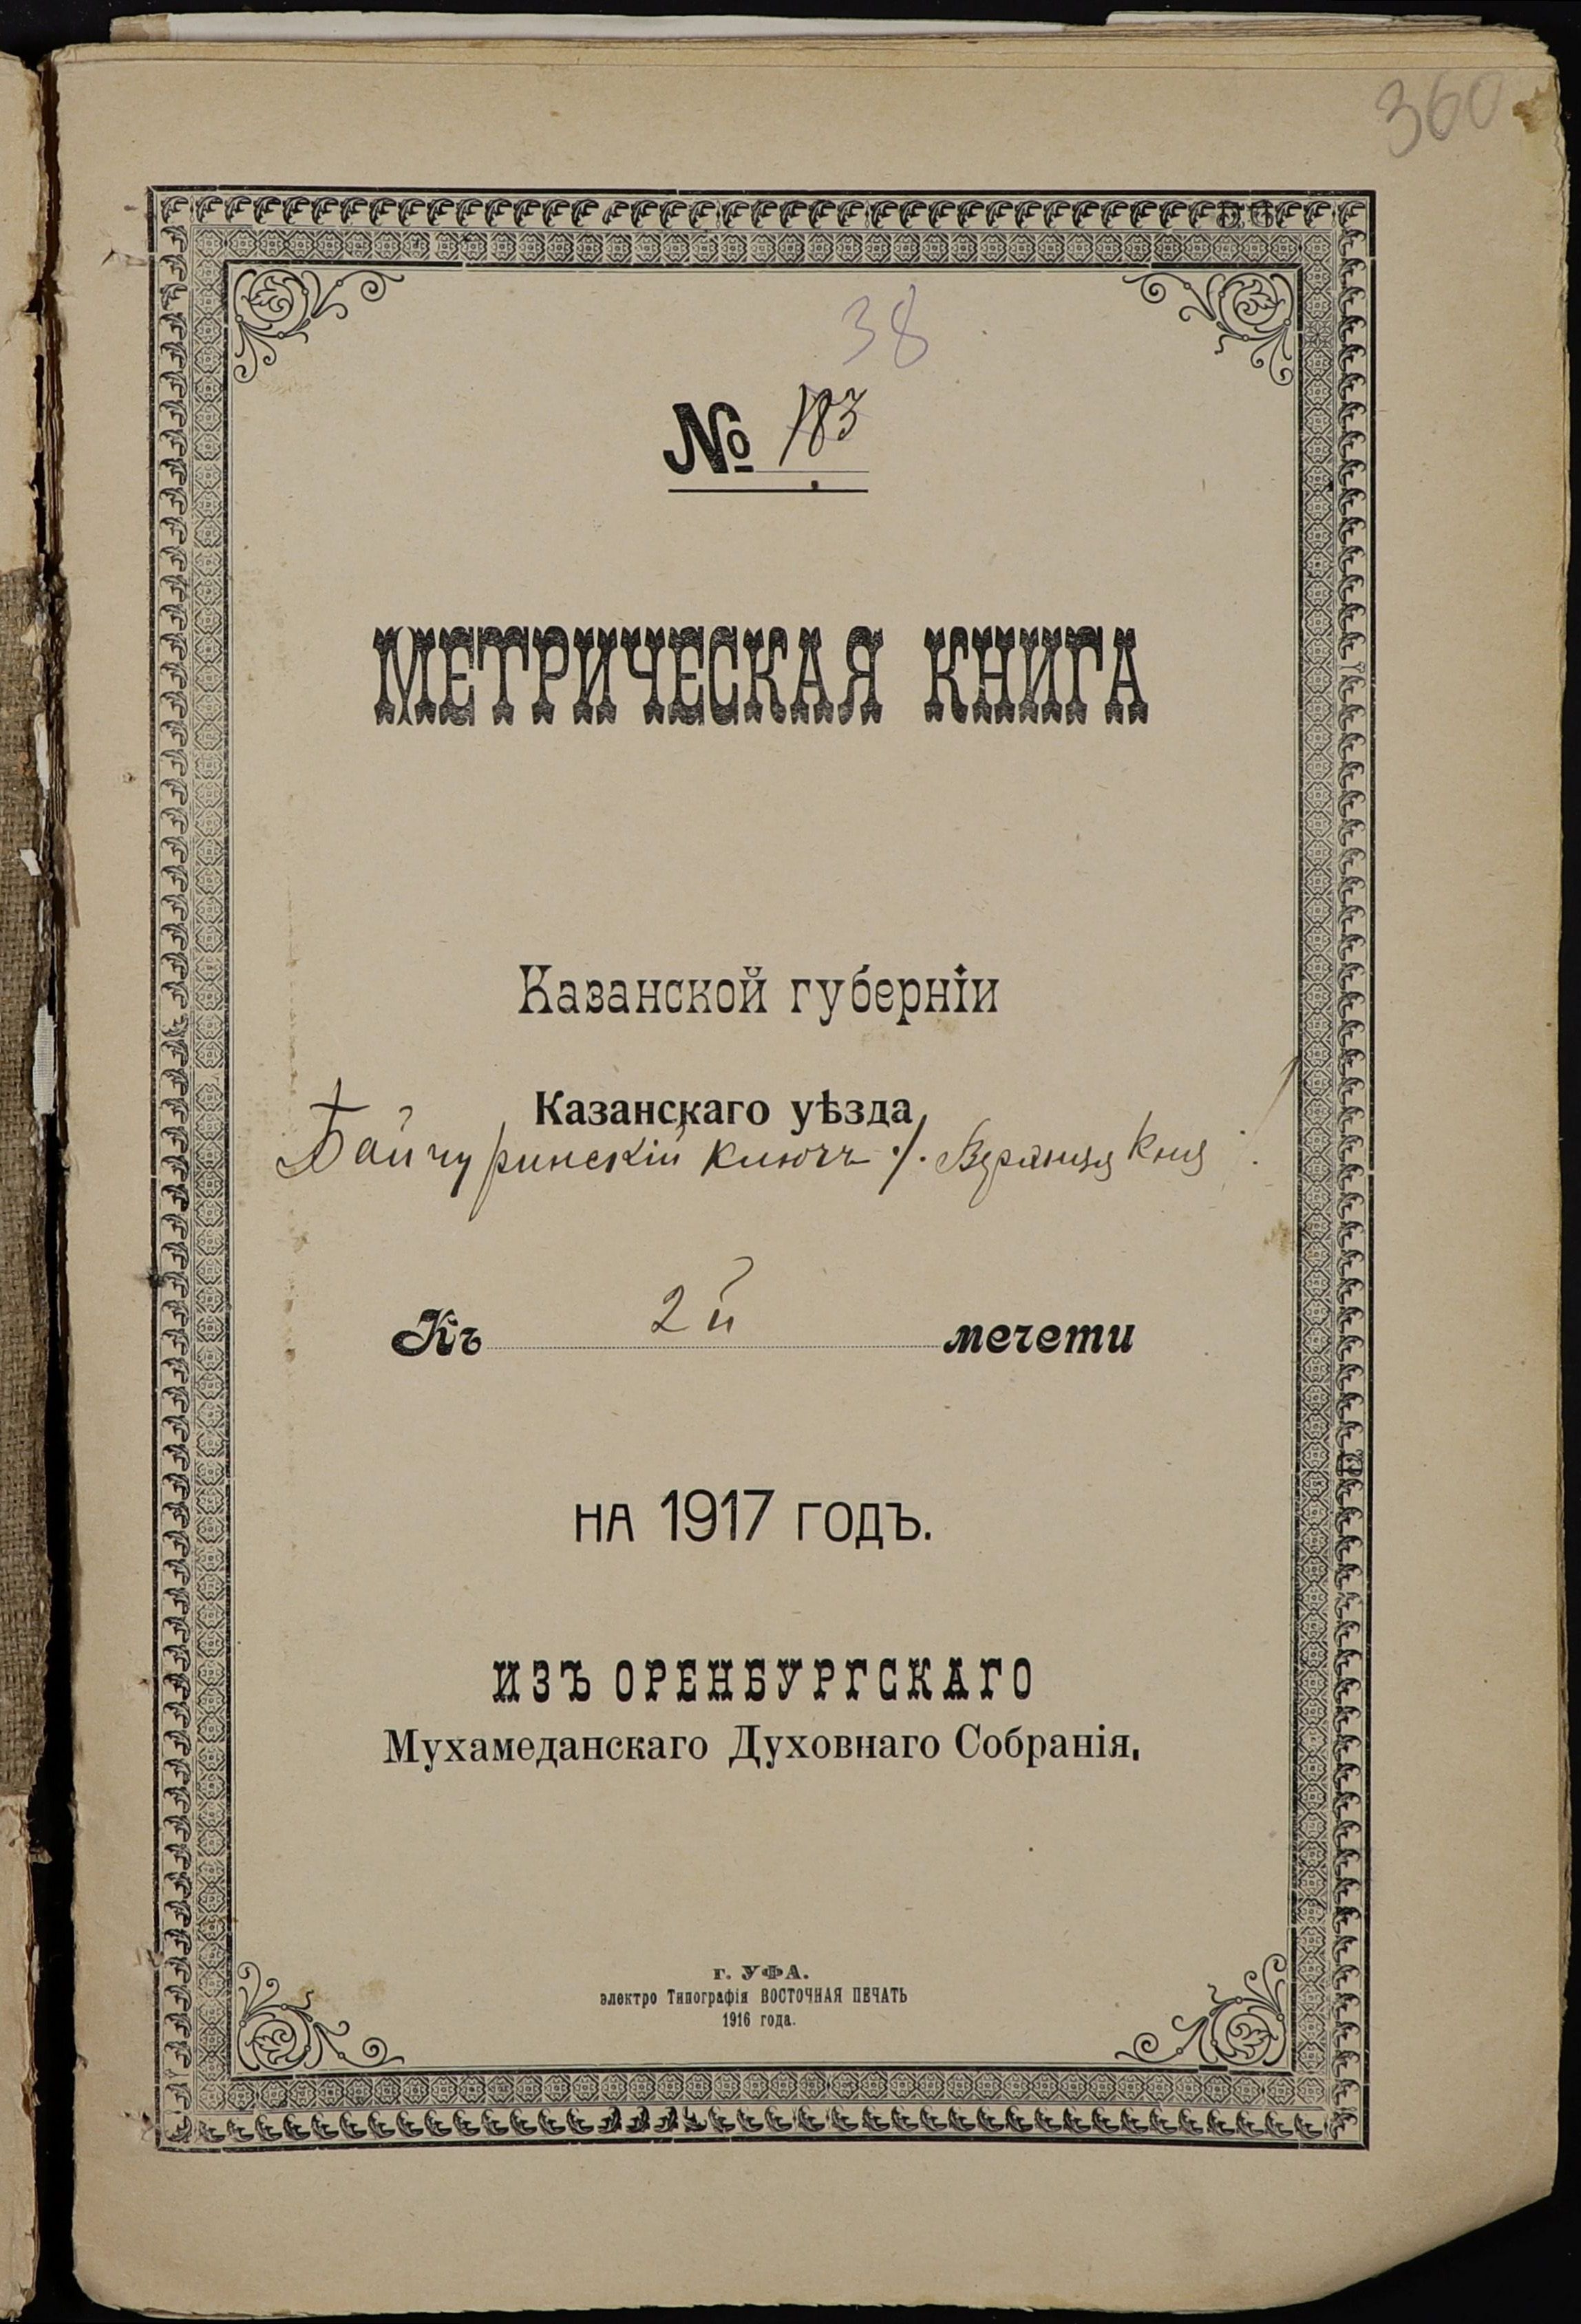 360
38
№ 183
МЕТРИЧЕСКАЯ КНИГА
Казанской губерніи
Казанскаго уѣзда
Байчуринскій ключъ
Къ 2й мечети
на 1917 годъ.
ИЗЪ ОРЕНБУРГСКАГО
Мухамеданскаго Духовнаго Собранія.
г. УФА.
электро Типографія ВОСТОЧНАЯ ПЕЧАТЬ
1916 года.